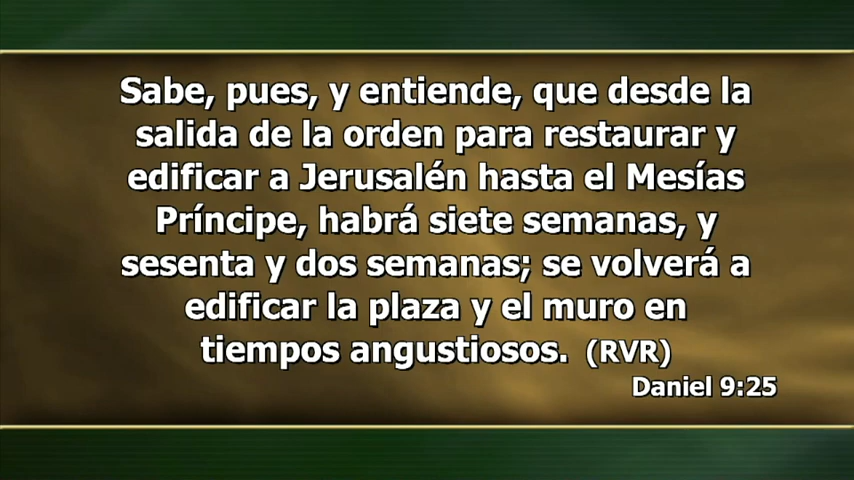 Sabe, pues, y entiende, que desde la
salida de la orden para restaurar y
edificar a Jerusalén hasta el Mesías
Príncipe, habrá siete semanas, y
sesenta y dos semanas; se volverá a
edificar la plaza y el muro en
tiempos angustiosos. (RVR)
Daniel 9:25